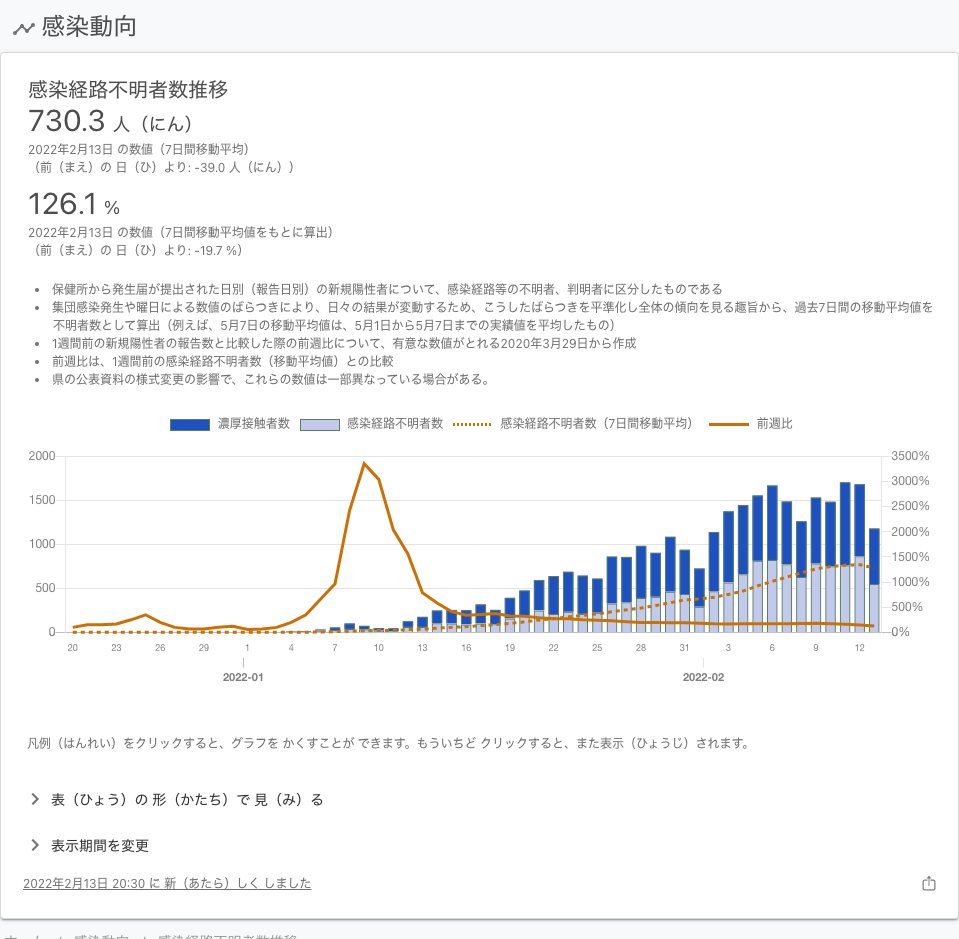 感染動向
感染経路不明者数推移
730.3 人（にん）
2022年2月13日 の数値（7日間移動平均）
（前（まえ）の 日（ひ）より: -39.0 人（にん））
126.1 %
2022年2月13日 の数値（7日間移動平均値をもとに算出）
（前（まえ）の 日（ひ）より: -19.7 %）
• 保健所から発生届が提出された日別（報告日別）の新規陽性者について、感染経路等の不明者、判明者に区分したものである
• 集団感染発生や曜日による数値のばらつきにより、日々の結果が変動するため、こうしたばらつきを平準化し全体の傾向を見る趣旨から、過去7日間の移動平均値を
不明者数として算出（例えば、5月7日の移動平均値は、5月1日から5月7日までの実績値を平均したもの）
• 1週間前の新規陽性者の報告数と比較した際の前週比について、有意な数値がとれる2020年3月29日から作成
• 前週比は、1週間前の感染経路不明者数（移動平均値）との比較
• 県の公表資料の様式変更の影響で、これらの数値は一部異なっている場合がある。
濃厚接触者数 感染経路不明者数 感染経路不明者数（7日間移動平均） 前週比
2000 3500%
3000%
1500 2500%
2000%
1000 1500%
500 1000%
500%
0 0%
20 23 26 29 1 4 7 10 13 16 19 22 25 28 31 3 6 9 12
2022-01 2022-02
凡例（はんれい）をクリックすると、グラフを かくすことが できます。もういちど クリックすると、また表示（ひょうじ）されます。
表（ひょう）の 形（かたち）で 見（み）る
表示期間を変更
2022年2月13日 20:30 に 新（あたら）しく しました